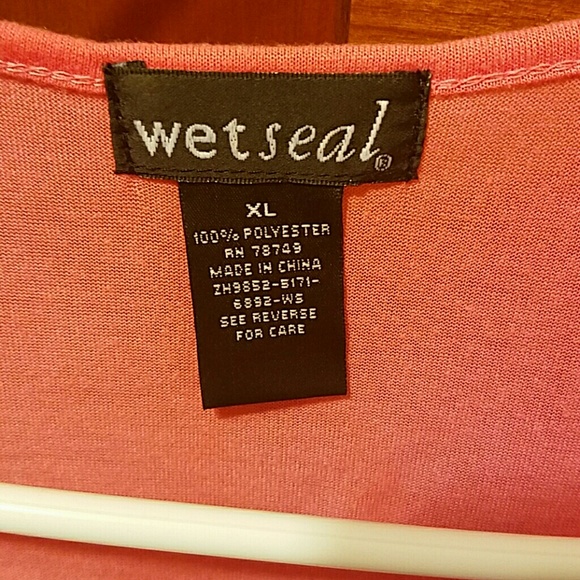 wetseal®
XL
100% POLYESTER
RN 78749
MADE IN CHINA
ZH9852-5171-
6892-WS
SEE REVERSE
FOR CARE